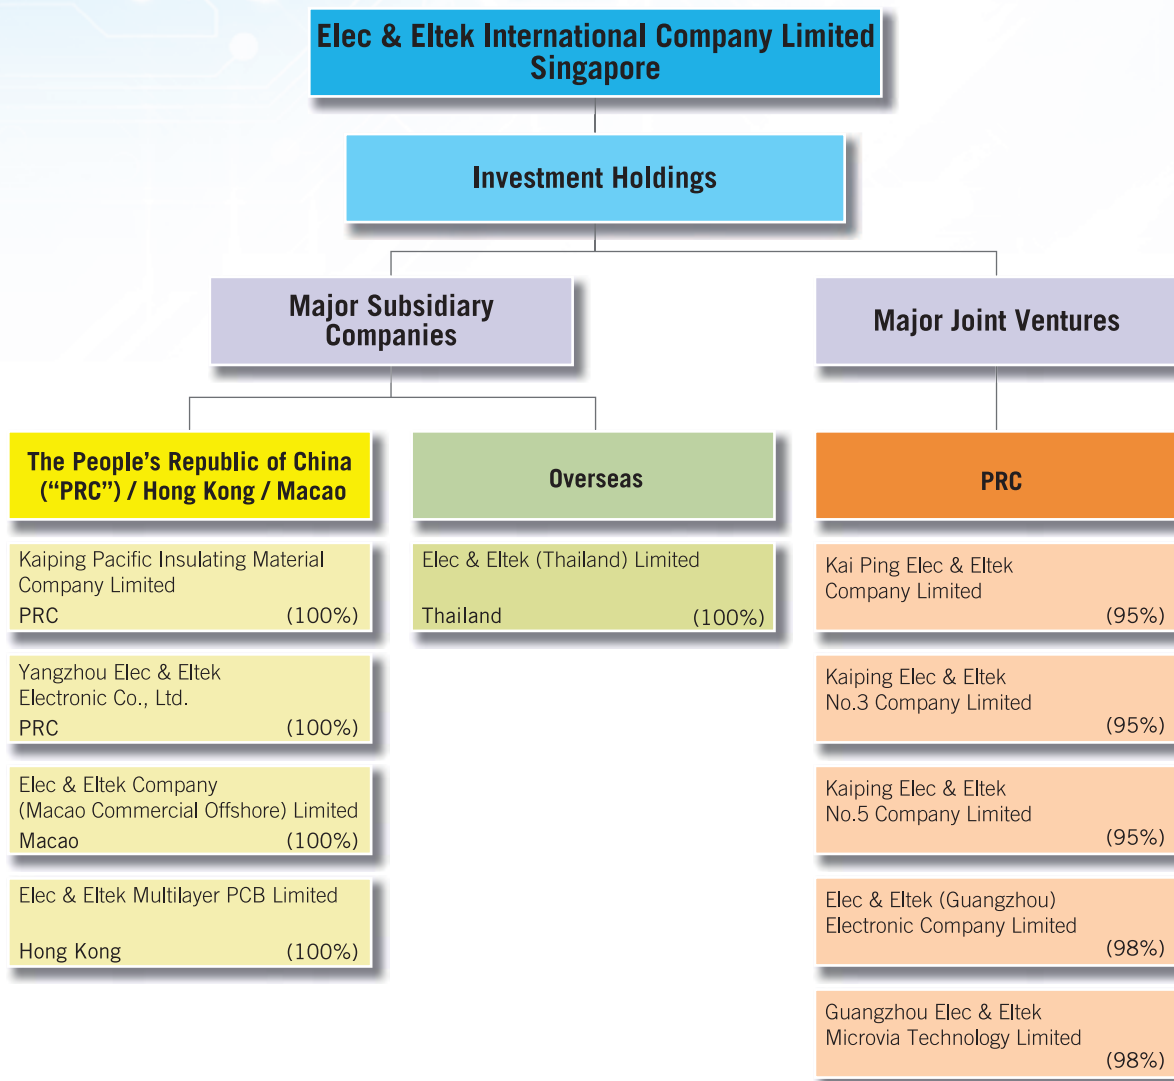 Elec & Eltek International Company Limited
Singapore
Investment Holdings
Major Subsidiary
Companies
Major Joint Ventures
The People's Republic of China
(“PRC”) / Hong Kong / Macao
Overseas
PRC
Kaiping Pacific Insulating Material
Company Limited
PRC (100%)
Yangzhou Elec & Eltek
Electronic Co., Ltd.
PRC (100%)
Elec & Eltek Company
(Macao Commercial Offshore) Limited
Macao (100%)
Elec & Eltek Multilayer PCB Limited
Hong Kong (100%)
Elec & Eltek (Thailand) Limited
Thailand (100%)
Kai Ping Elec & Eltek
Company Limited
(95%)
Kaiping Elec & Eltek
No.3 Company Limited
(95%)
Kaiping Elec & Eltek
No.5 Company Limited
(95%)
Elec & Eltek (Guangzhou)
Electronic Company Limited
(98%)
Guangzhou Elec & Eltek
Microvia Technology Limited
(98%)